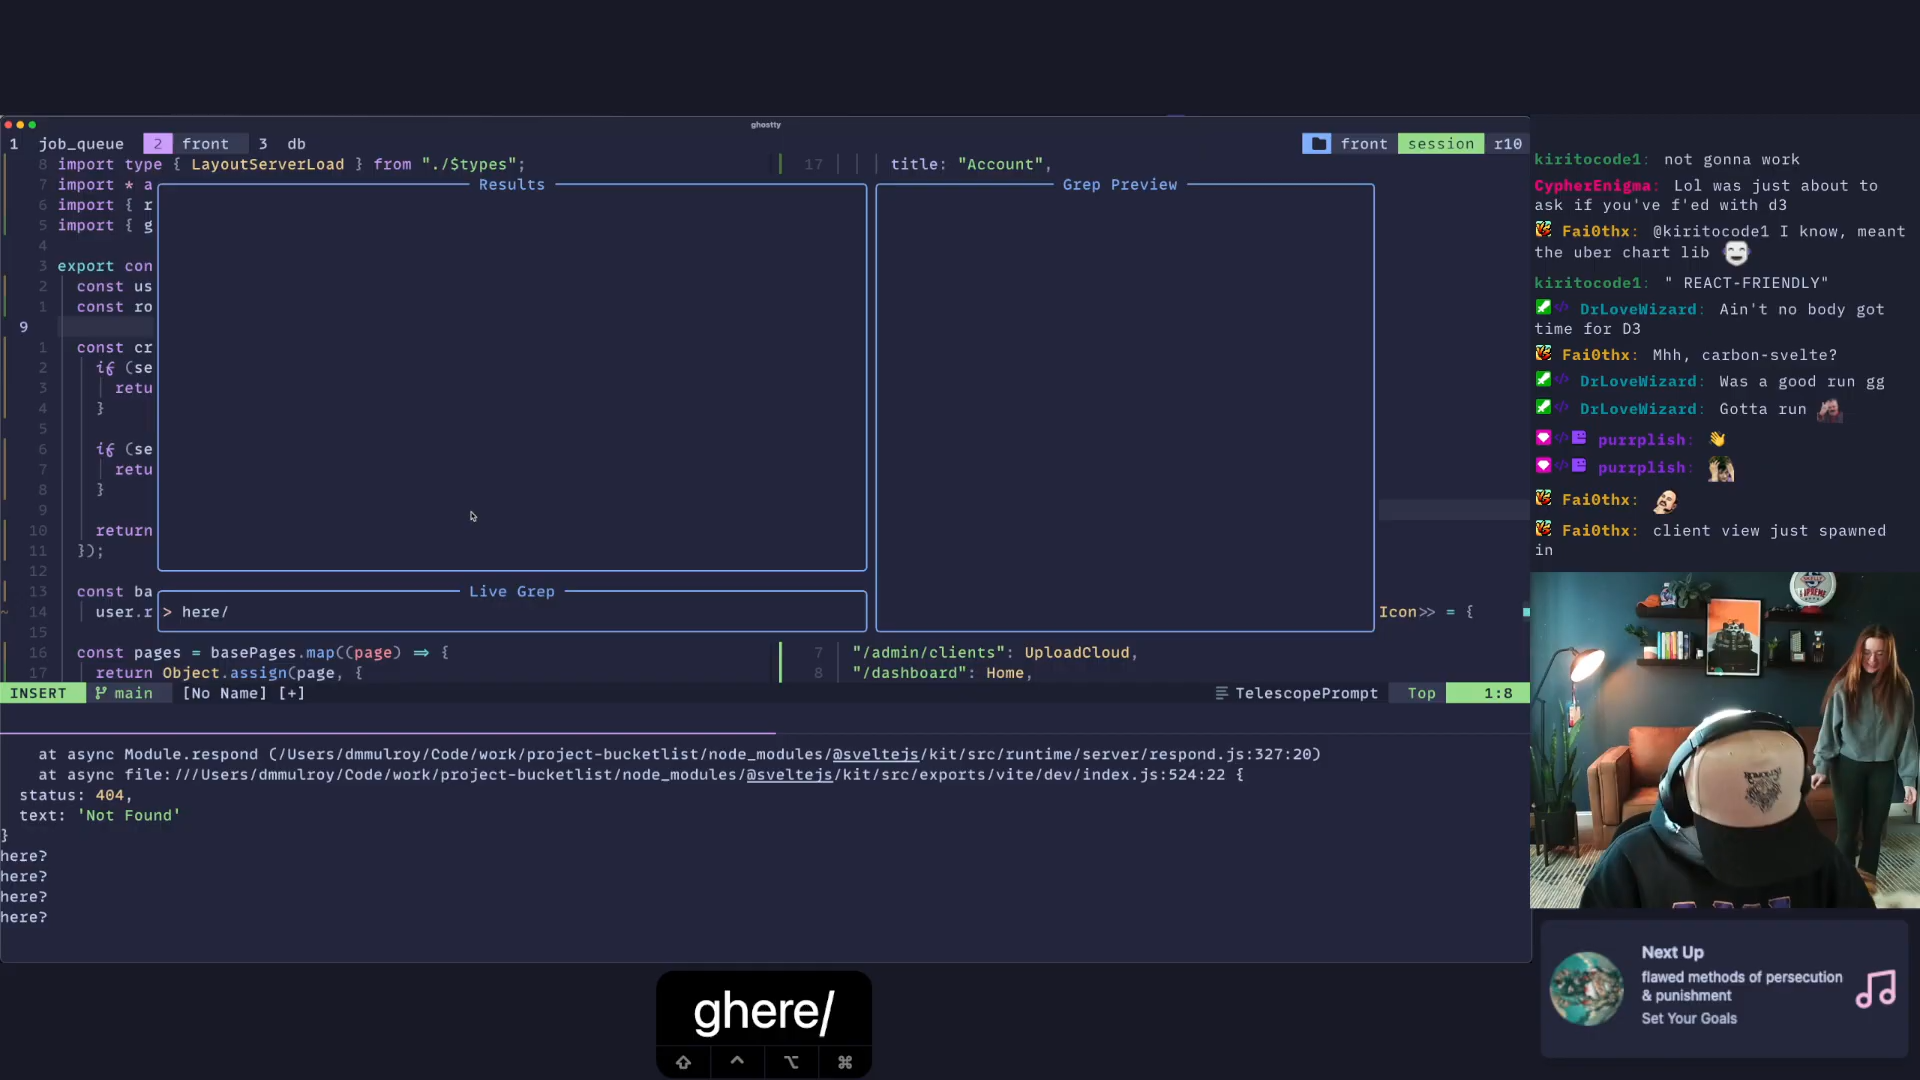 ghostty
1 job_queue 2 front 3 db
front session r10
8 import type { LayoutServerLoad } from "./$types";
7 import * a
6 import { r
5 import { g
4
3 export con
2 const us
1 const ro
9
1 const cr
2 if (se
3 retu
4 }
5
6 if (se
7 retu
8 }
9
10 return
11 });
12
13 const ba
14 user.r
15
16 const pages = basePages.map((page) => {
17 return Object.assign(page, {
17 title: "Account",
Results
Grep Preview
Live Grep
> here/
Icon>> = {
7 "/admin/clients": UploadCloud,
8 "/dashboard": Home,
INSERT main [No Name] [+] TelescopePrompt Top 1:8
at async Module.respond (/Users/dmmulroy/Code/work/project-bucketlist/node_modules/@sveltejs/kit/src/runtime/server/respond.js:327:20)
at async file:///Users/dmmulroy/Code/work/project-bucketlist/node_modules/@sveltejs/kit/src/exports/vite/dev/index.js:524:22 {
status: 404,
text: 'Not Found'
}
here?
here?
here?
here?
ghere/
kiritocode1: not gonna work
CypherEnigma: Lol was just about to
ask if you've f'ed with d3
Fai0thx: @kiritocode1 I know, meant
the uber chart lib
kiritocode1: " REACT-FRIENDLY"
DrLoveWizard: Ain't no body got
time for D3
Fai0thx: Mhh, carbon-svelte?
DrLoveWizard: Was a good run gg
DrLoveWizard: Gotta run
purrplish: 👋
purrplish:
Fai0thx:
Fai0thx: client view just spawned
in
Next Up
flawed methods of persecution
& punishment
Set Your Goals